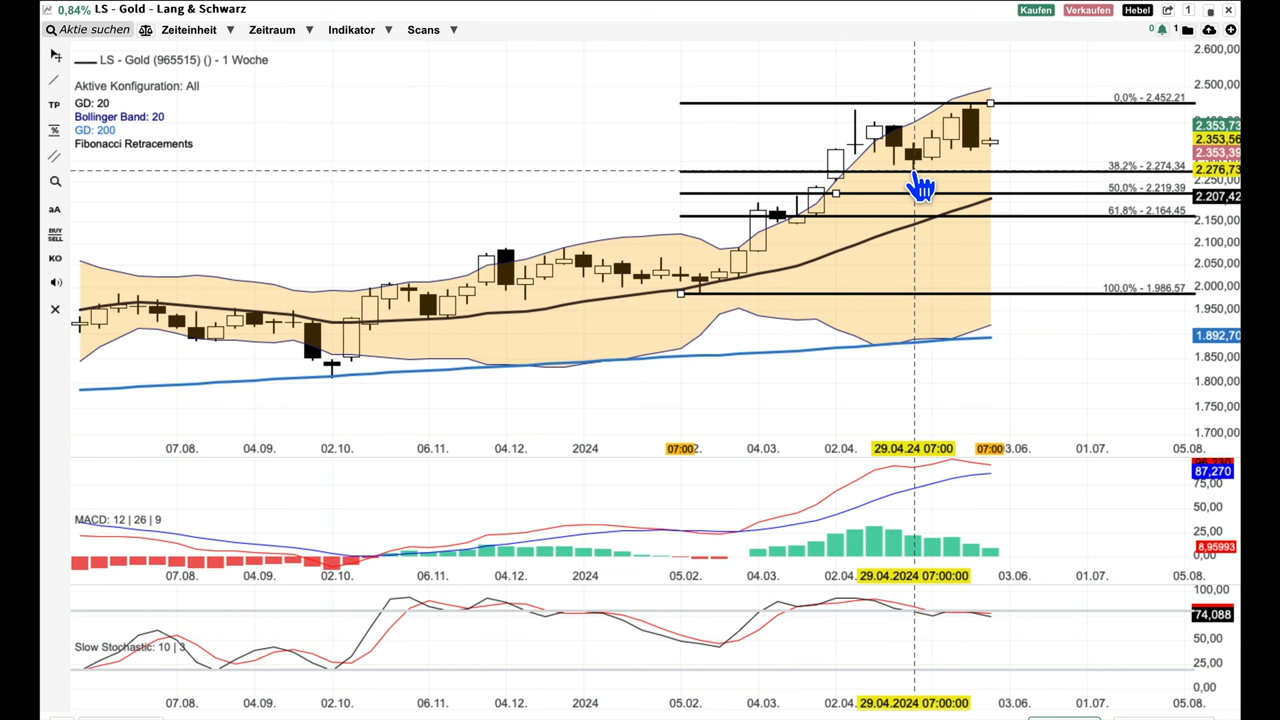 0,84% LS - Gold - Lang & Schwarz Kaufen Verkaufen Hebel 1
Aktie suchen Zeiteinheit Zeitraum Indikator Scans 0 1
LS - Gold (965515) () - 1 Woche
Aktive Konfiguration: All
GD: 20
Bollinger Band: 20
GD: 200
Fibonacci Retracements
TP
%
aA
BUY
SELL
KO
0,0% - 2.452,21
38,2% - 2.274,34
50,0% - 2.219,39
61,8% - 2.164,45
100,0% - 1.986,57
2.600,00
2.500,00
2.353,73
2.353,56
2.353,39
2.276,73
2.250,00
2.207,42
2.150,00
2.100,00
2.050,00
2.000,00
1.950,00
1.892,70
1.850,00
1.800,00
1.750,00
1.700,00
07.08. 04.09. 02.10. 06.11. 04.12. 2024 07:00 04.03. 02.04. 29.04.24 07:00 07:00 3.06. 01.07. 05.08.
87,270
75,00
50,00
25,00
8,95993
0,00
MACD: 12 | 26 | 9
07.08. 04.09. 02.10. 06.11. 04.12. 2024 05.02. 04.03. 02.04. 29.04.2024 07:00:00 03.06. 01.07. 05.08.
100,00
74,088
50,00
25,00
0,00
Slow Stochastic: 10 | 3
07.08. 04.09. 02.10. 06.11. 04.12. 2024 05.02. 04.03. 02.04. 29.04.2024 07:00:00 03.06. 01.07. 05.08.